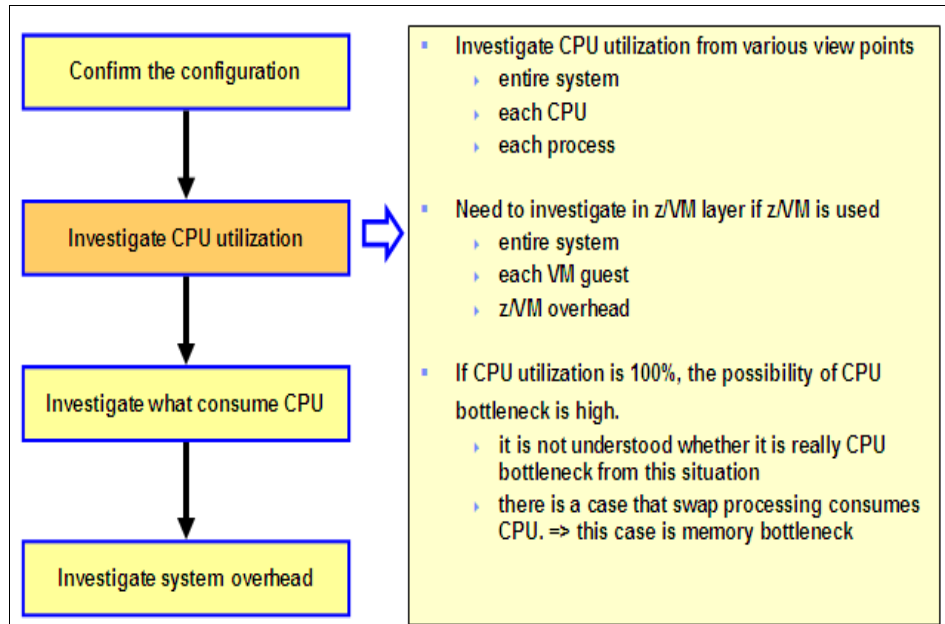 Confirm the configuration
Investigate CPU utilization
Investigate what consume CPU
Investigate system overhead
Investigate CPU utilization from various view points
entire system
each CPU
each process
Need to investigate in z/VM layer if z/VM is used
entire system
each VM guest
z/VM overhead
If CPU utilization is 100%, the possibility of CPU
bottleneck is high.
it is not understood whether it is really CPU
bottleneck from this situation
there is a case that swap processing consumes
CPU. => this case is memory bottleneck